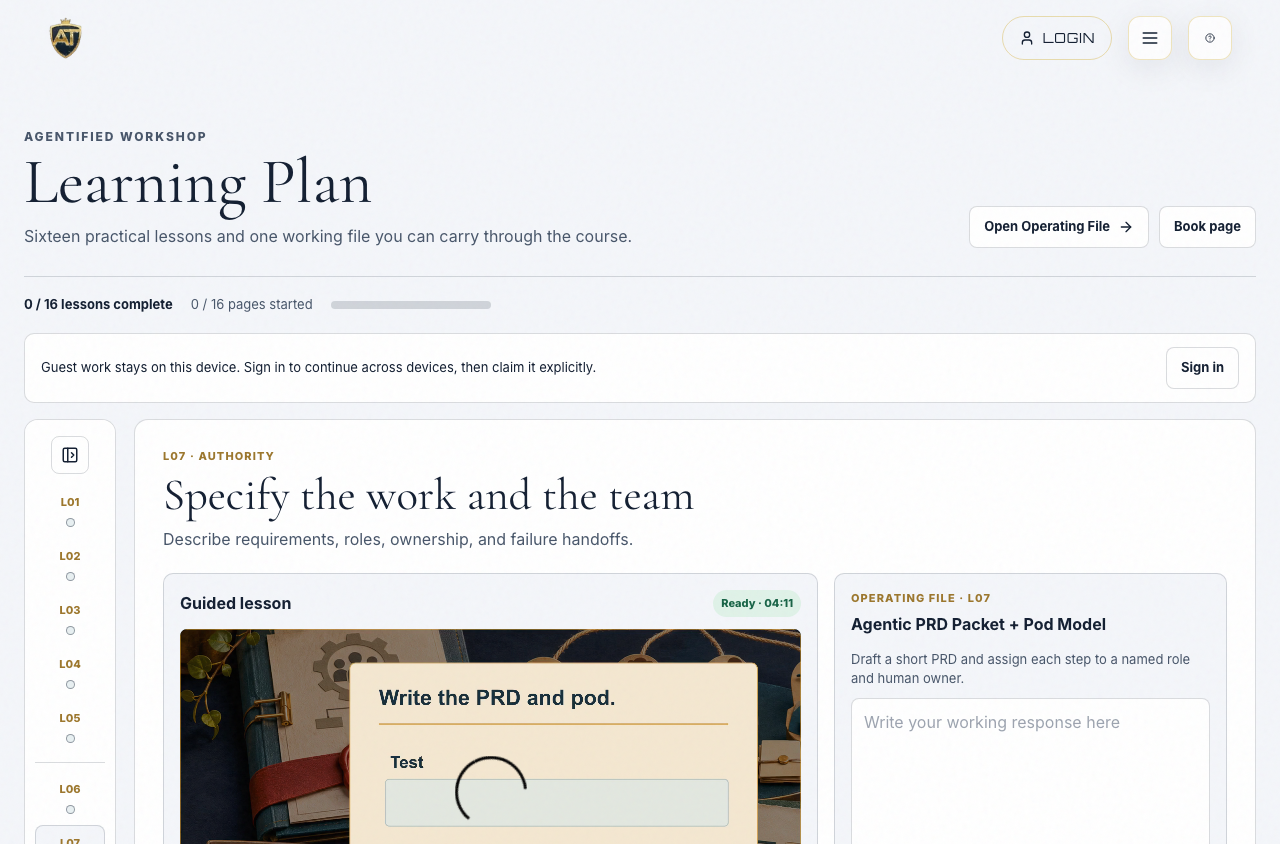 AT
LOGIN
AGENTIFIED WORKSHOP
Learning Plan
Sixteen practical lessons and one working file you can carry through the course.
Open Operating File
Book page
0 / 16 lessons complete
0 / 16 pages started
Guest work stays on this device. Sign in to continue across devices, then claim it explicitly.
Sign in
L01
L02
L03
L04
L05
L06
L07
L07 · AUTHORITY
Specify the work and the team
Describe requirements, roles, ownership, and failure handoffs.
Guided lesson
Ready · 04:11
Write the PRD and pod.
Test
OPERATING FILE · L07
Agentic PRD Packet + Pod Model
Draft a short PRD and assign each step to a named role
and human owner.
Write your working response here